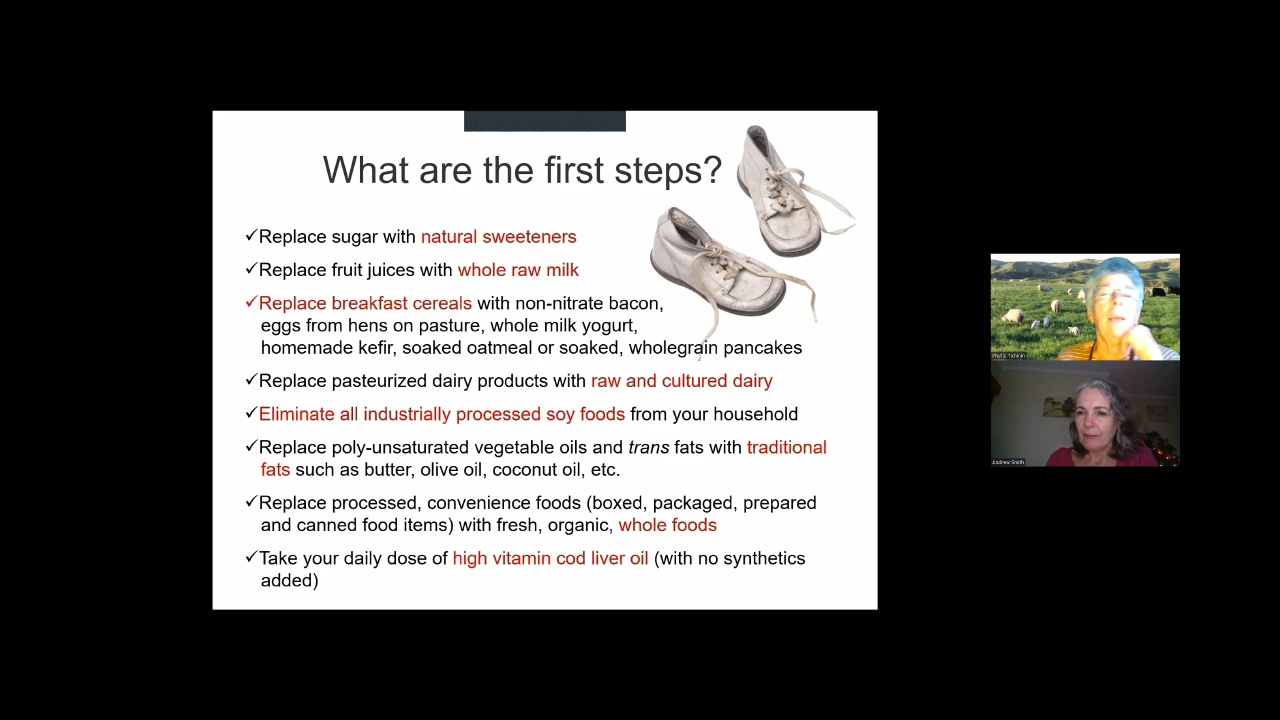 What are the first steps?
✓Replace sugar with natural sweeteners
✓Replace fruit juices with whole raw milk
✓Replace breakfast cereals with non-nitrate bacon,
eggs from hens on pasture, whole milk yogurt,
homemade kefir, soaked oatmeal or soaked, wholegrain pancakes
✓Replace pasteurized dairy products with raw and cultured dairy
✓Eliminate all industrially processed soy foods from your household
✓Replace poly-unsaturated vegetable oils and trans fats with traditional
fats such as butter, olive oil, coconut oil, etc.
✓Replace processed, convenience foods (boxed, packaged, prepared
and canned food items) with fresh, organic, whole foods
✓Take your daily dose of high vitamin cod liver oil (with no synthetics
added)
Phyllis Tichinin
Andrew Smith